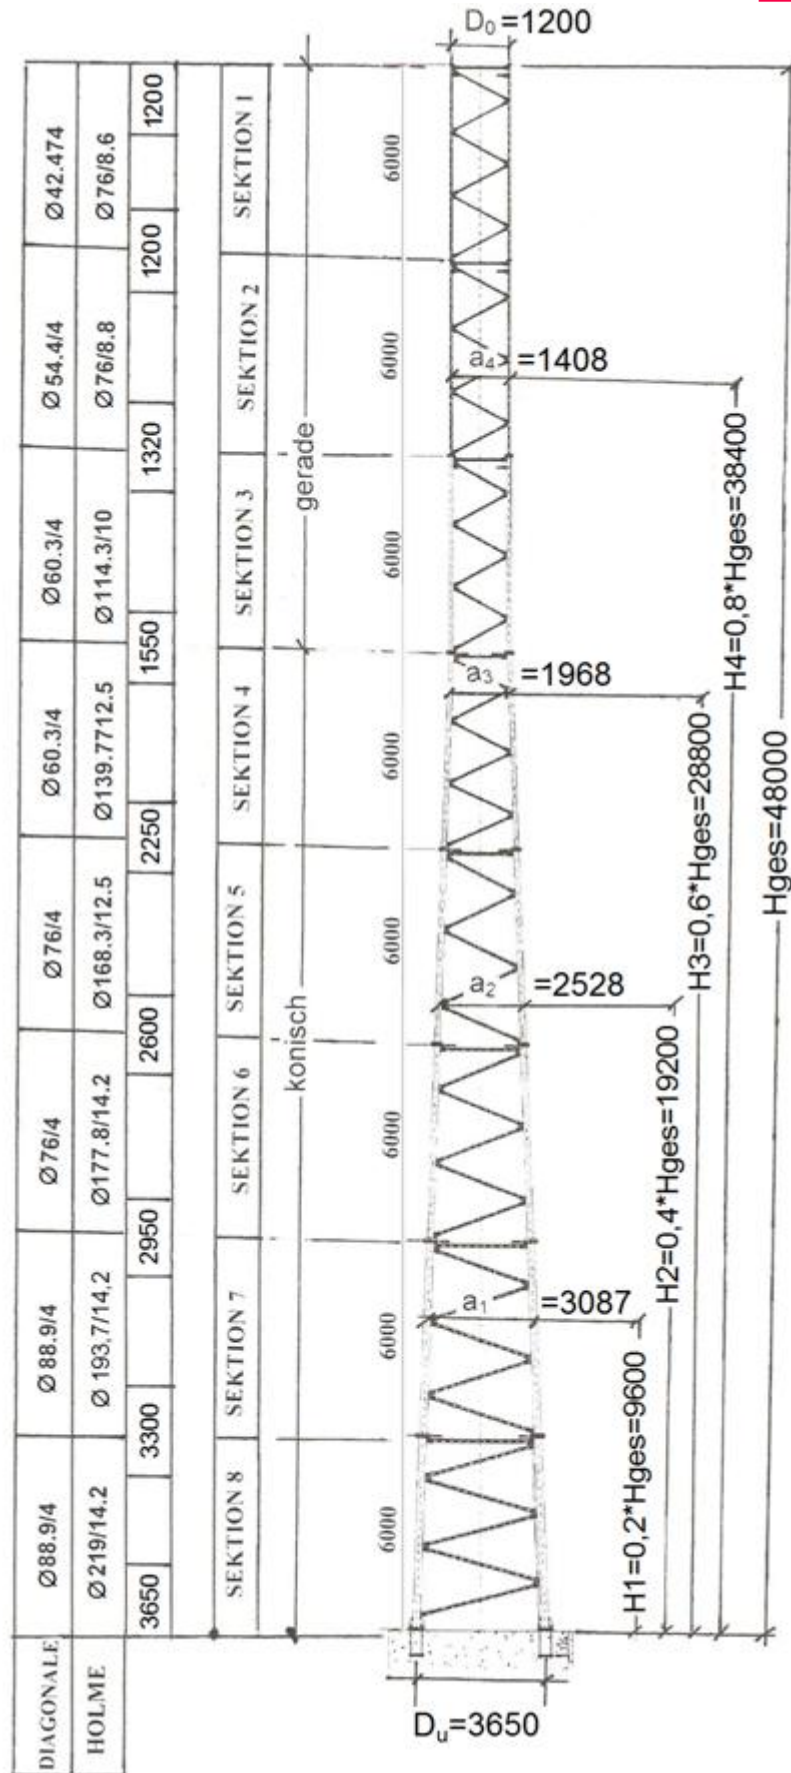 D₀ =1200
Ø42.474
Ø76/8.6
1200
SEKTION 1
6000
1200
Ø54.4/4
Ø76/8.8
SEKTION 2
6000
a₄ =1408
1320
gerade
Ø60.3/4
Ø114.3/10
SEKTION 3
6000
1550
a₃ =1968
Ø60.3/4
Ø139.7712.5
SEKTION 4
6000
2250
Ø76/4
Ø168.3/12.5
SEKTION 5
6000
a₂ =2528
2600
konisch
Ø76/4
Ø177.8/14.2
SEKTION 6
6000
2950
Ø88.9/4
Ø193,7/14,2
SEKTION 7
6000
a₁ =3087
3300
Ø88.9/4
Ø219/14.2
SEKTION 8
6000
3650
H1=0,2*Hges=9600
H2=0,4*Hges=19200
H3=0,6*Hges=28800
H4=0,8*Hges=38400
Hges=48000
DIAGONALE
HOLME
Dᵤ=3650